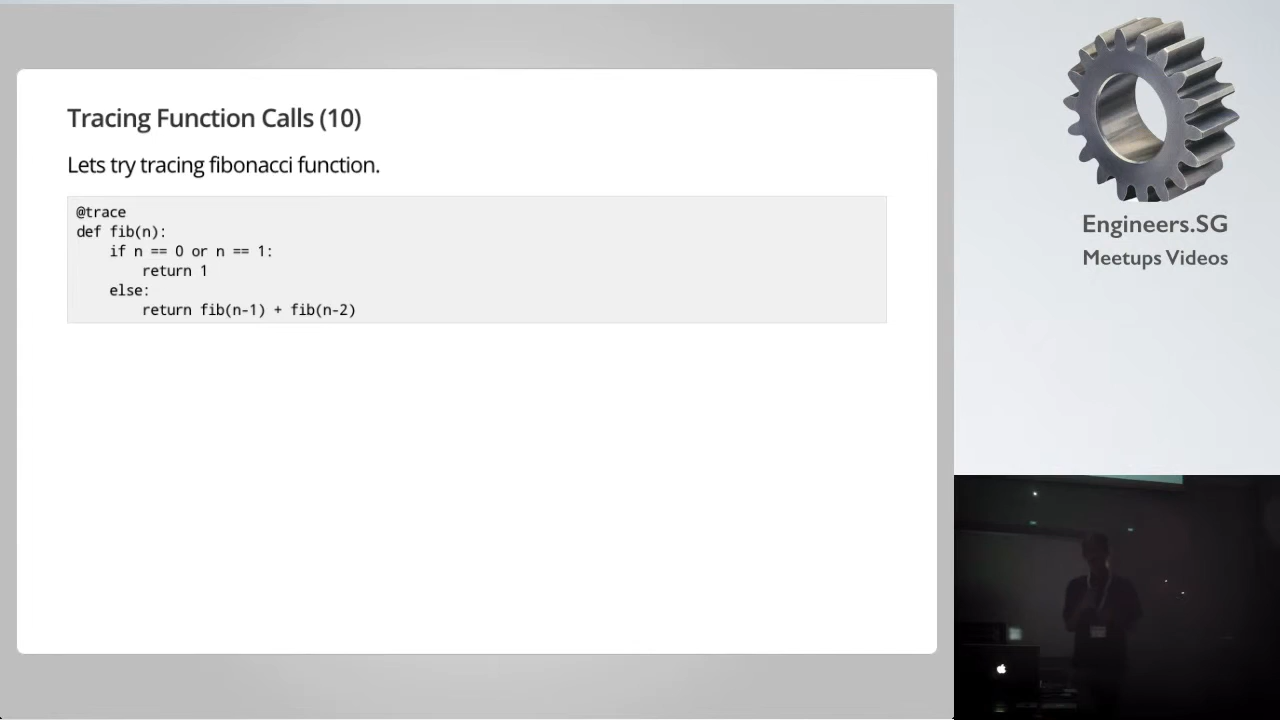 Tracing Function Calls (10)
Lets try tracing fibonacci function.
@trace
def fib(n):
    if n == 0 or n == 1:
        return 1
    else:
        return fib(n-1) + fib(n-2)
Engineers.SG
Meetups Videos